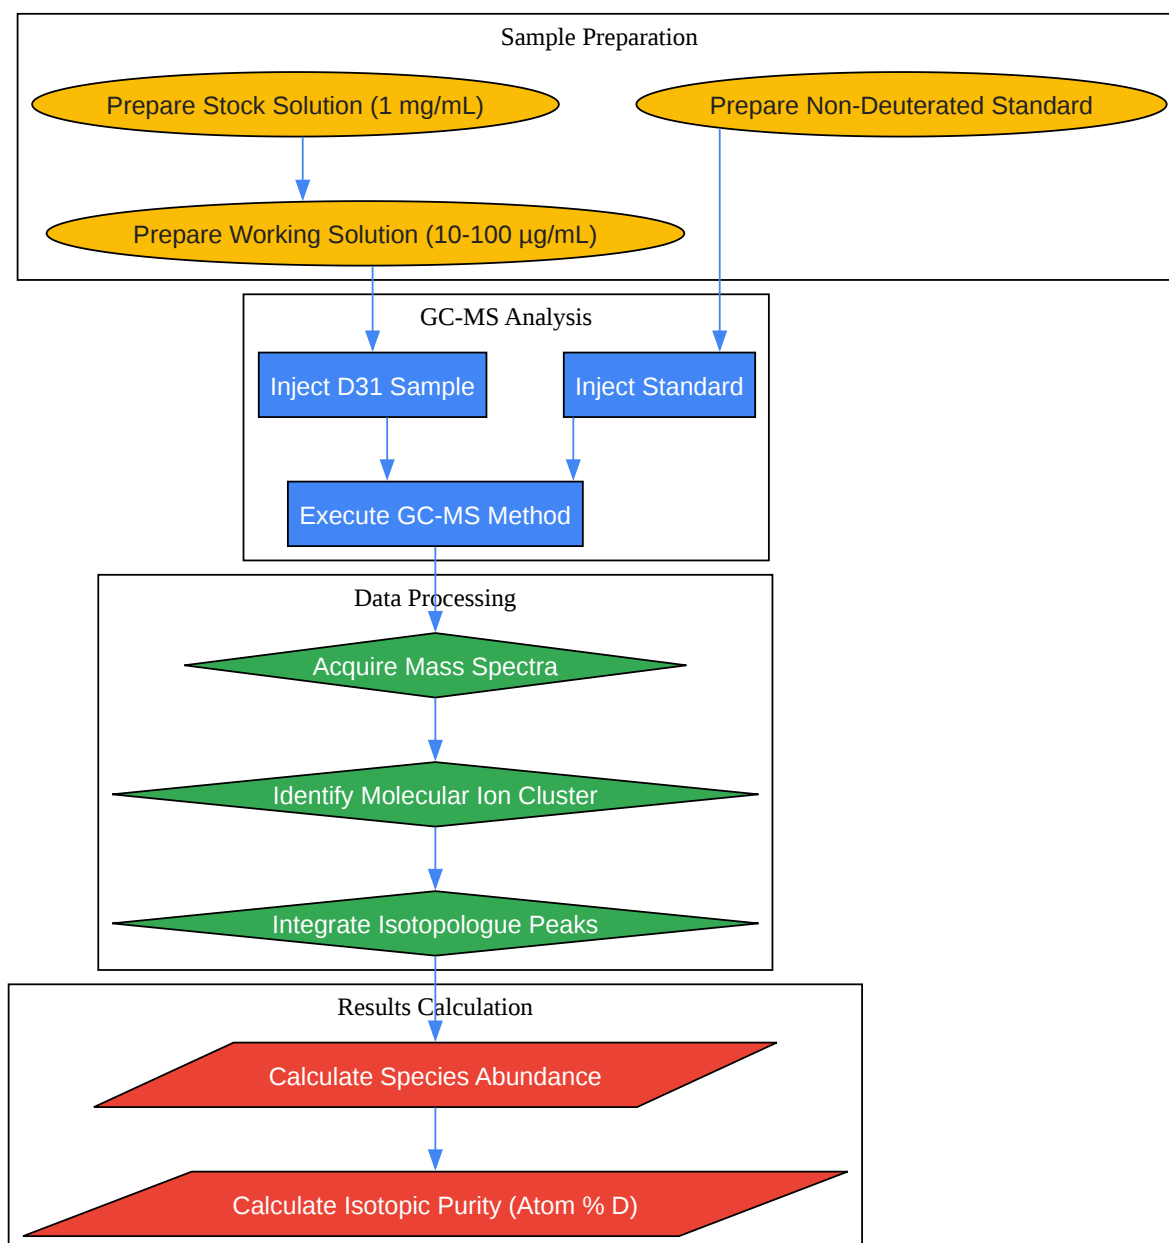 Sample Preparation
Prepare Stock Solution (1 mg/mL)
Prepare Non-Deuterated Standard
Prepare Working Solution (10-100 µg/mL)
GC-MS Analysis
Inject D31 Sample
Inject Standard
Execute GC-MS Method
Data Processing
Acquire Mass Spectra
Identify Molecular Ion Cluster
Integrate Isotopologue Peaks
Results Calculation
Calculate Species Abundance
Calculate Isotopic Purity (Atom % D)